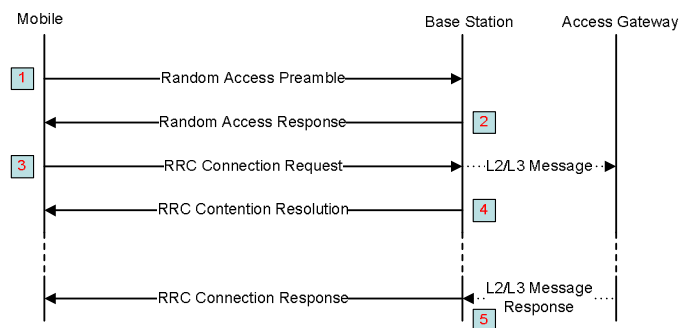 Mobile
Base Station
Access Gateway
1
Random Access Preamble
Random Access Response
2
3
RRC Connection Request
L2/L3 Message
RRC Contention Resolution
4
RRC Connection Response
L2/L3 Message
Response
5